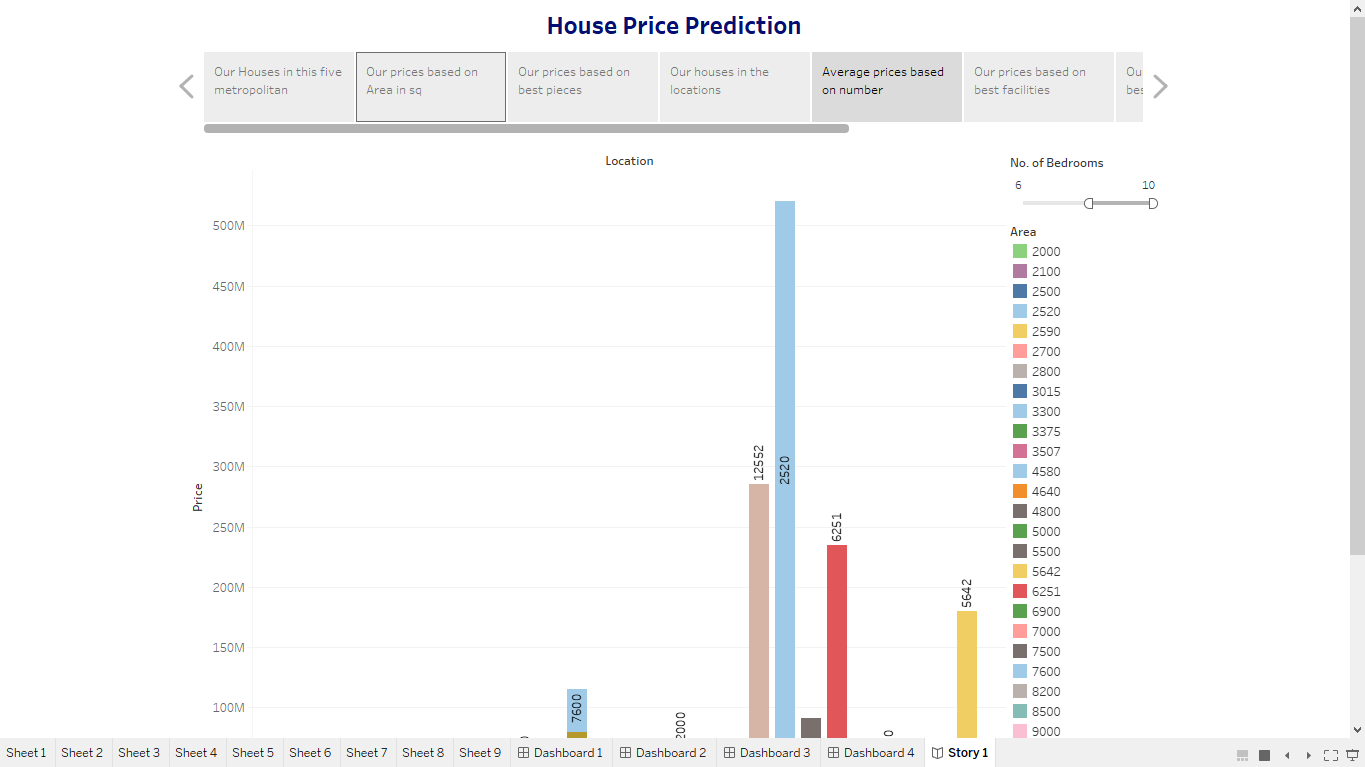 House Price Prediction
Our Houses in this five
metropolitan
Our prices based on
Area in sq
Our prices based on
best pieces
Our houses in the
locations
Average prices based
on number
Our prices based on
best facilities
Ou
bes
Location
No. of Bedrooms
6 10
Area
2000
2100
2500
2520
2590
2700
2800
3015
3300
3375
3507
4580
4640
4800
5000
5500
5642
6251
6900
7000
7500
7600
8200
8500
9000
Price
500M
450M
400M
350M
300M
250M
200M
150M
100M
7600
2000
12552
2520
6251
0
5642
Sheet 1 Sheet 2 Sheet 3 Sheet 4 Sheet 5 Sheet 6 Sheet 7 Sheet 8 Sheet 9 Dashboard 1 Dashboard 2 Dashboard 3 Dashboard 4 Story 1